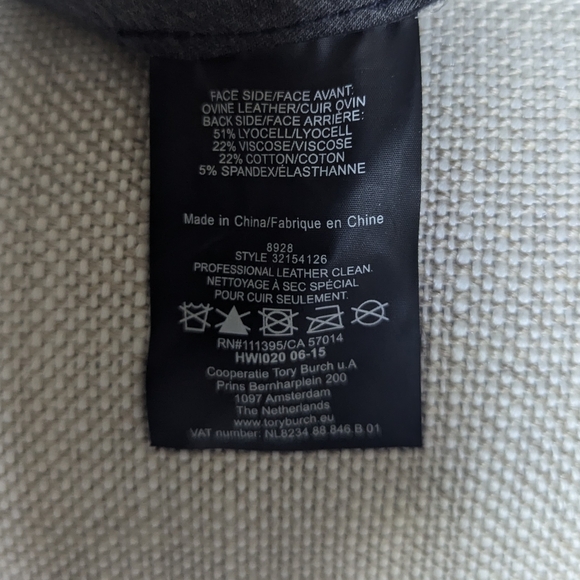 FACE SIDE/FACE AVANT:
OVINE LEATHER/CUIR OVIN
BACK SIDE/FACE ARRIÈRE:
51% LYOCELL/LYOCELL
22% VISCOSE/VISCOSE
22% COTTON/COTON
5% SPANDEX/ÉLASTHANNE
Made in China/Fabrique en Chine
8928
STYLE 32154126
PROFESSIONAL LEATHER CLEAN.
NETTOYAGE À SEC SPÉCIAL
POUR CUIR SEULEMENT.
RN#111395/CA 57014
HWI020 06-15
Cooperatie Tory Burch u.A
Prins Bernharplein 200
1097 Amsterdam
The Netherlands
www.toryburch.eu
VAT number: NL8234 88 846.B.01